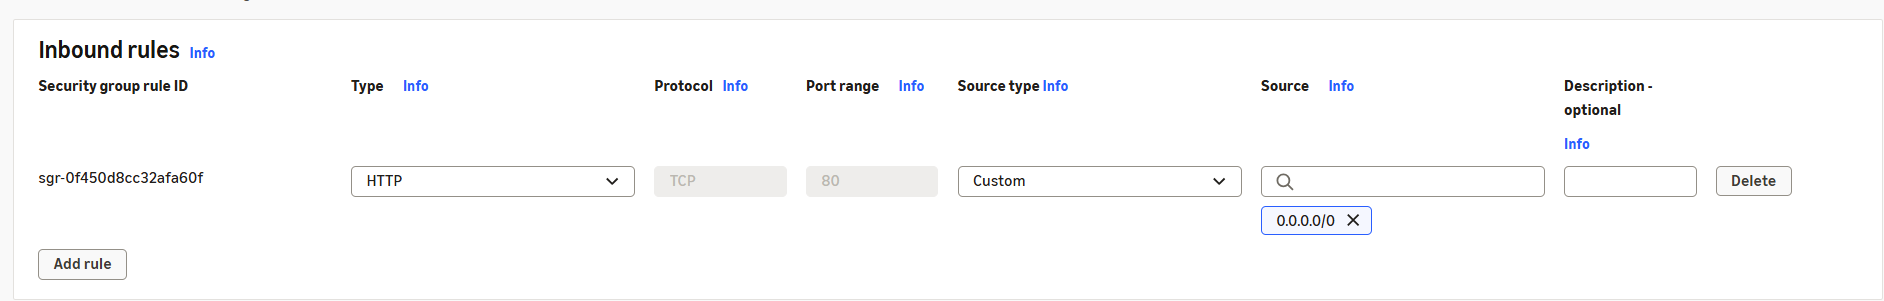 Inbound rules Info
Security group rule ID Type Info Protocol Info Port range Info Source type Info Source Info Description -
optional
Info
sgr-0f450d8cc32afa60f HTTP TCP 80 Custom Delete
0.0.0.0/0
Add rule